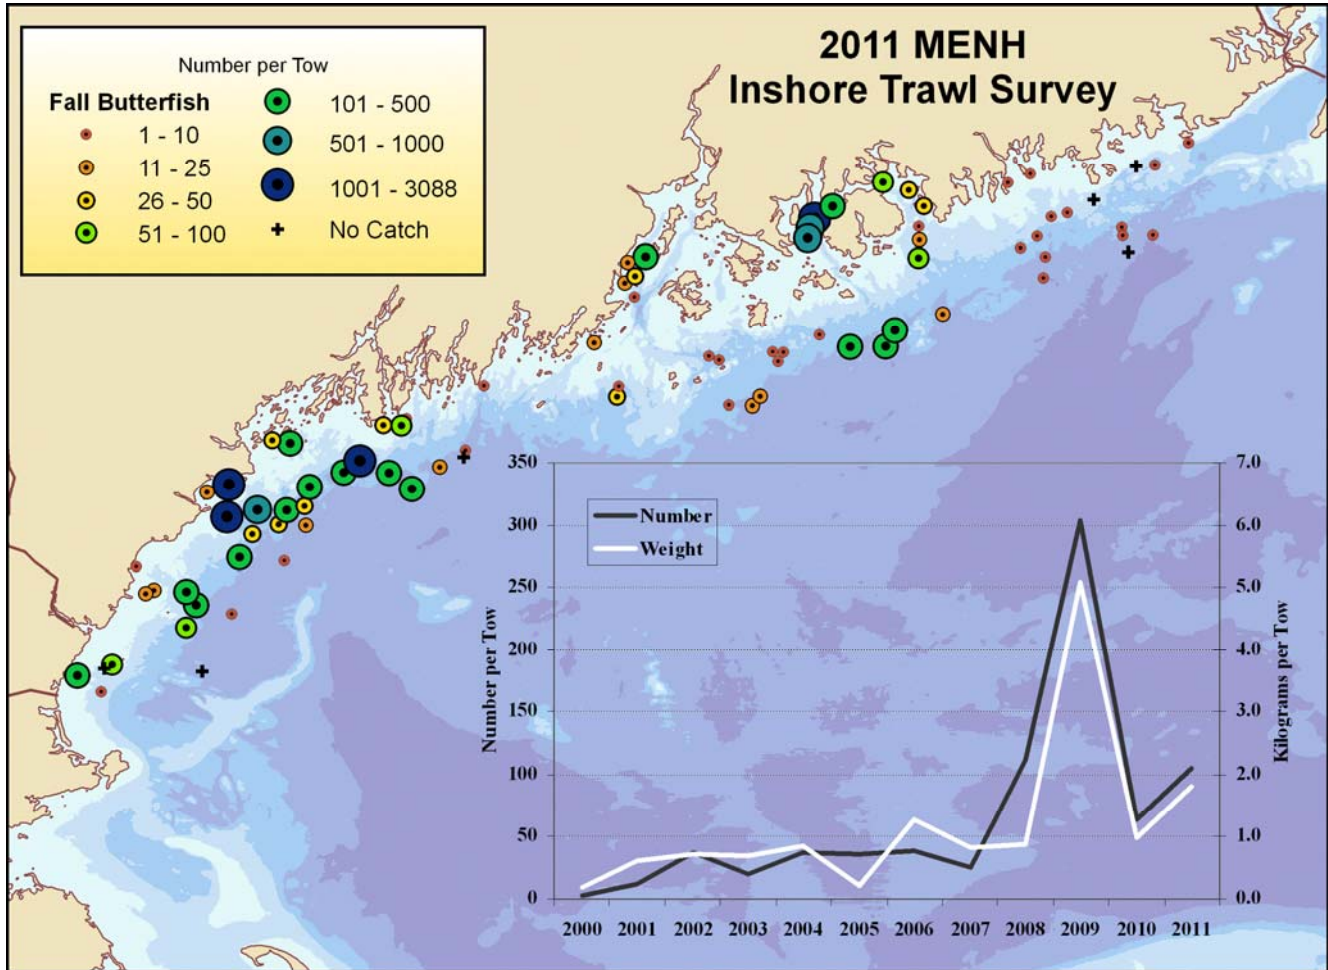 2011 MENH
Inshore Trawl Survey
Number per Tow
Fall Butterfish
1 - 10
11 - 25
26 - 50
51 - 100
101 - 500
501 - 1000
1001 - 3088
No Catch
350
300
250
200
150
100
50
0
Number per Tow
Number
Weight
7.0
6.0
5.0
4.0
3.0
2.0
1.0
0.0
Kilograms per Tow
2000 2001 2002 2003 2004 2005 2006 2007 2008 2009 2010 2011